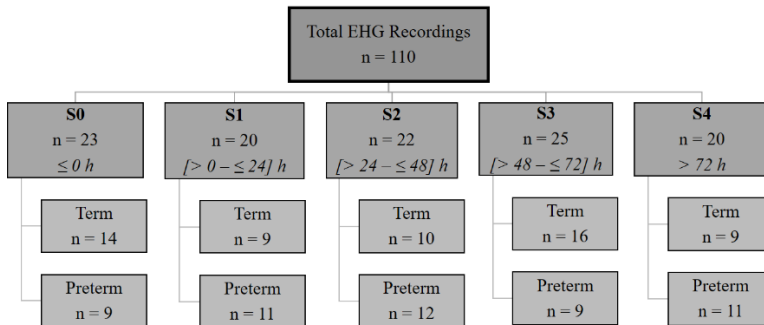 Total EHG Recordings
n = 110
S0
n = 23
≤ 0 h
S1
n = 20
[> 0 – ≤ 24] h
S2
n = 22
[> 24 – ≤ 48] h
S3
n = 25
[> 48 – ≤ 72] h
S4
n = 20
> 72 h
Term
n = 14
Term
n = 9
Term
n = 10
Term
n = 16
Term
n = 9
Preterm
n = 9
Preterm
n = 11
Preterm
n = 12
Preterm
n = 9
Preterm
n = 11